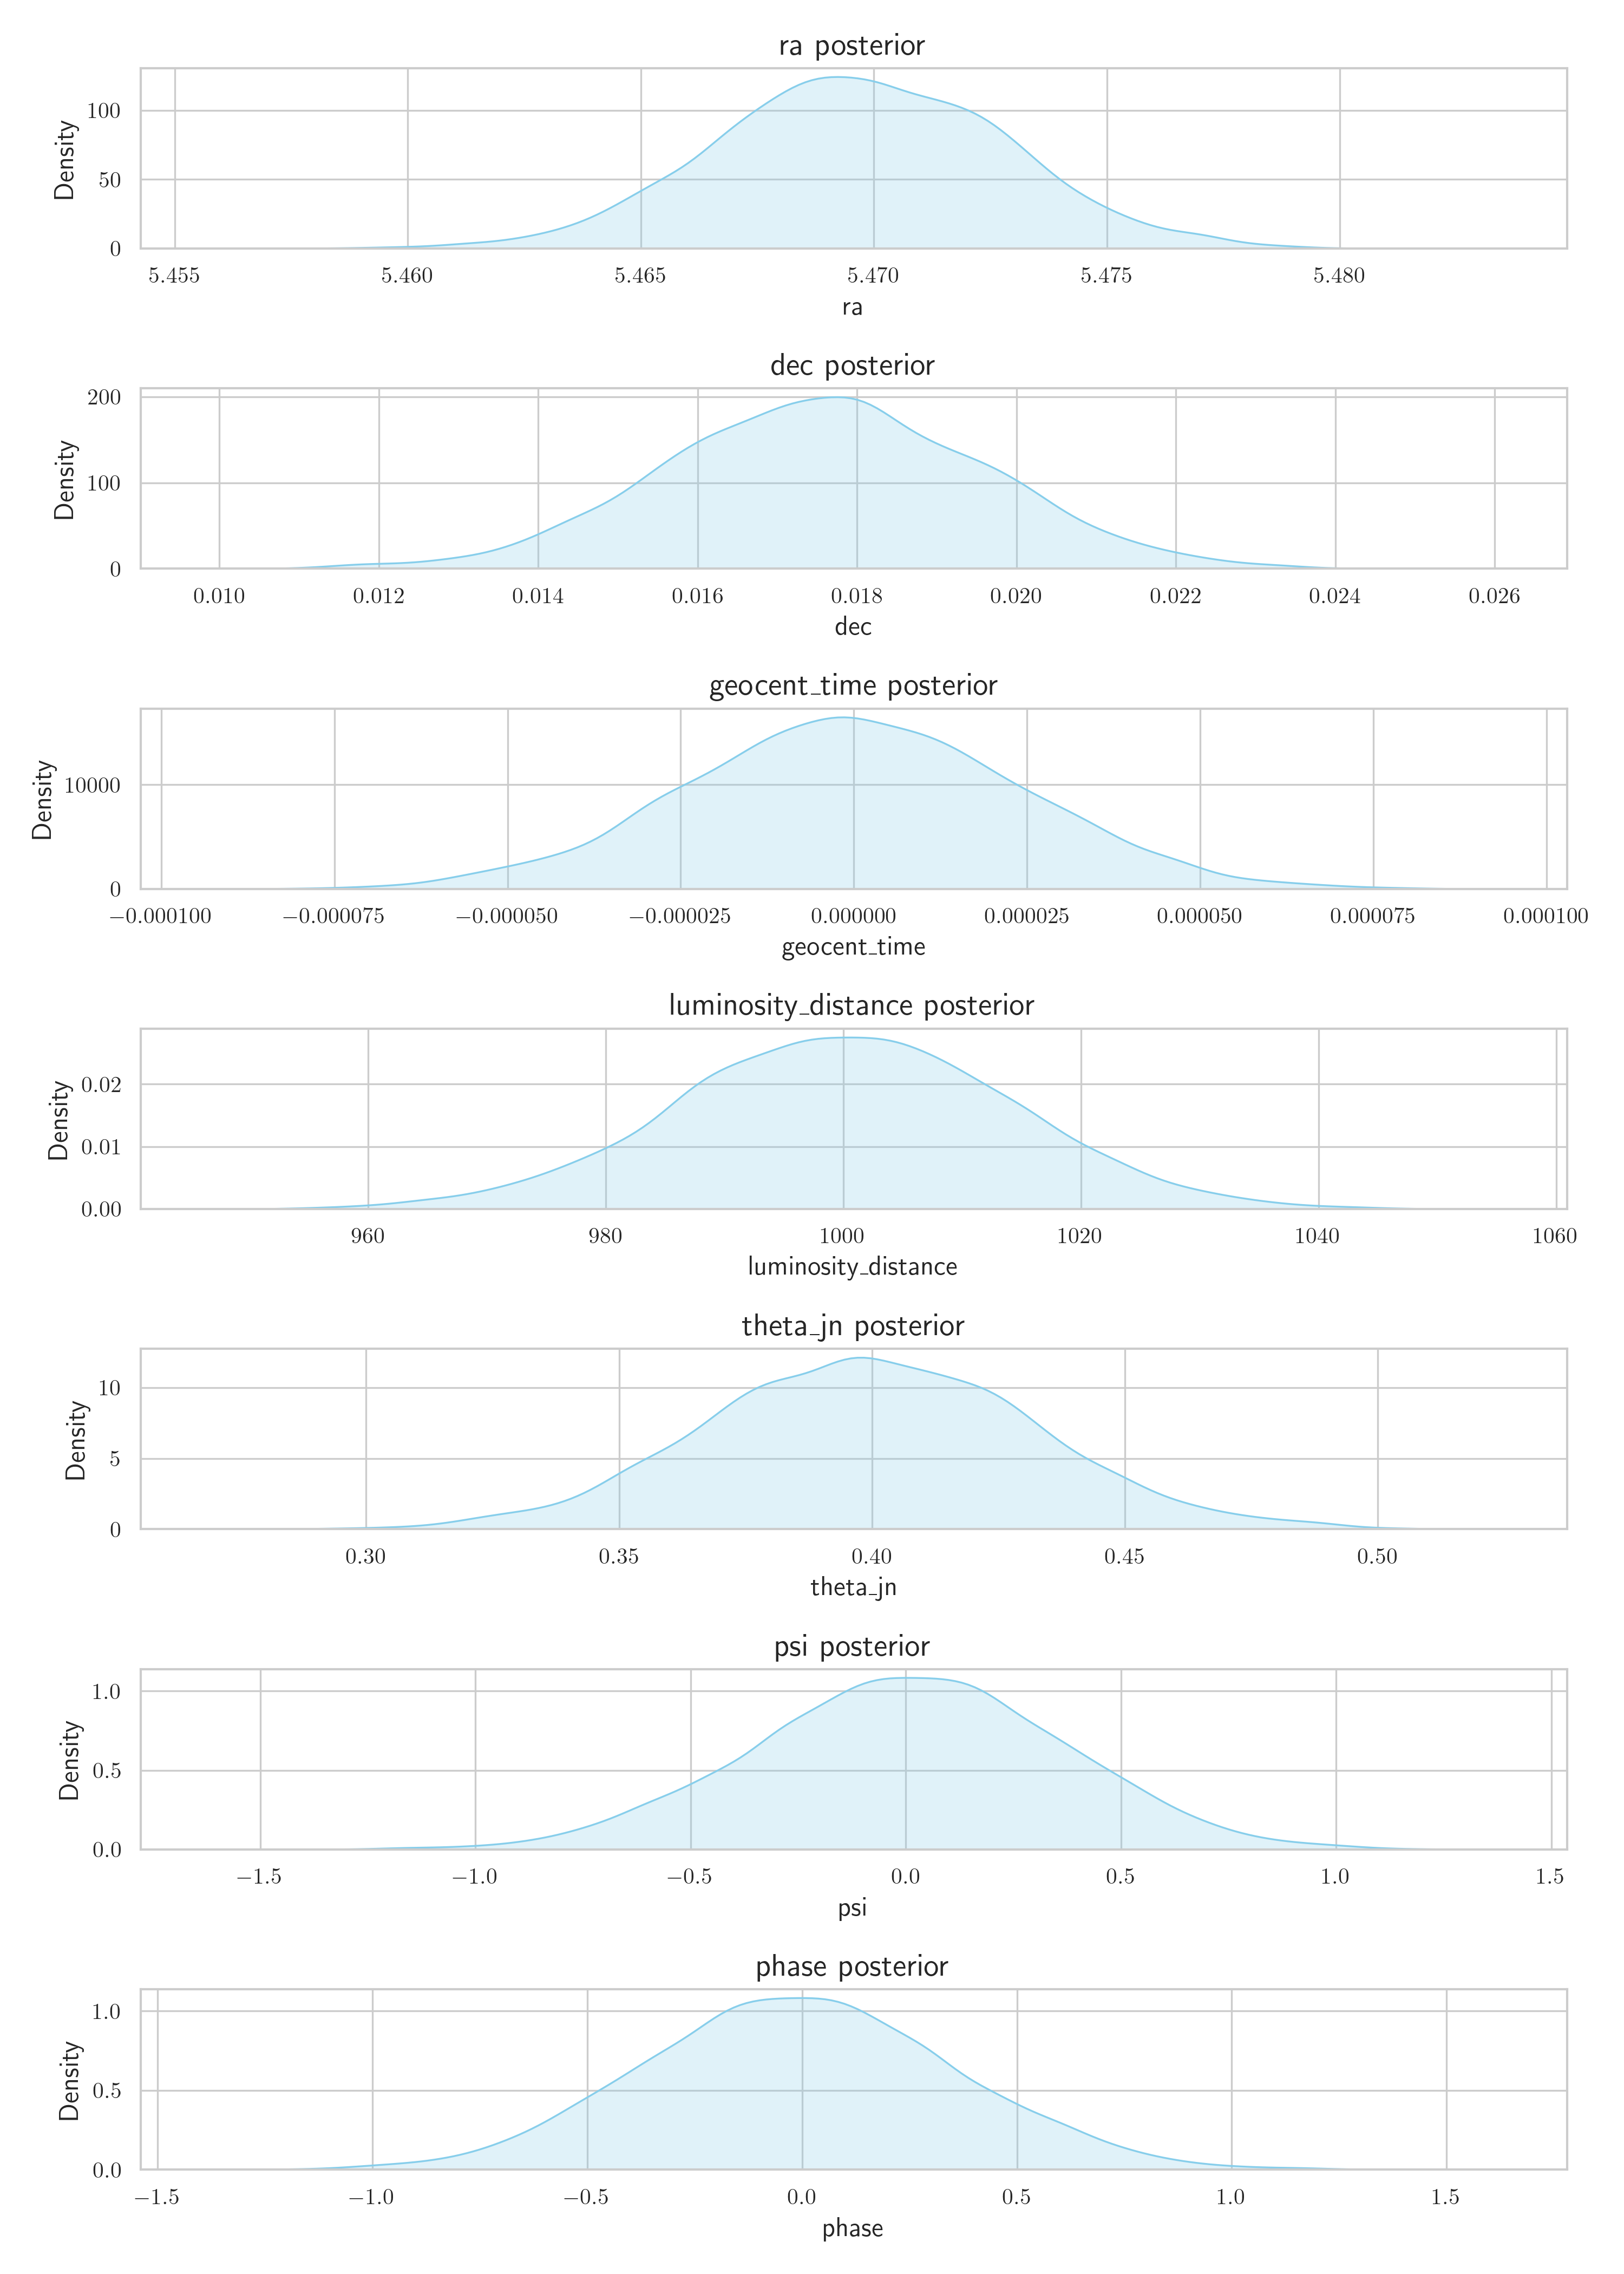 ra posterior
Density
100
50
0
5.455 5.460 5.465 5.470 5.475 5.480
ra
dec posterior
Density
200
100
0
0.010 0.012 0.014 0.016 0.018 0.020 0.022 0.024 0.026
dec
geocent_time posterior
Density
10000
0
−0.000100 −0.000075 −0.000050 −0.000025 0.000000 0.000025 0.000050 0.000075 0.000100
geocent_time
luminosity_distance posterior
Density
0.02
0.01
0.00
960 980 1000 1020 1040 1060
luminosity_distance
theta_jn posterior
Density
10
5
0
0.30 0.35 0.40 0.45 0.50
theta_jn
psi posterior
Density
1.0
0.5
0.0
−1.5 −1.0 −0.5 0.0 0.5 1.0 1.5
psi
phase posterior
Density
1.0
0.5
0.0
−1.5 −1.0 −0.5 0.0 0.5 1.0 1.5
phase